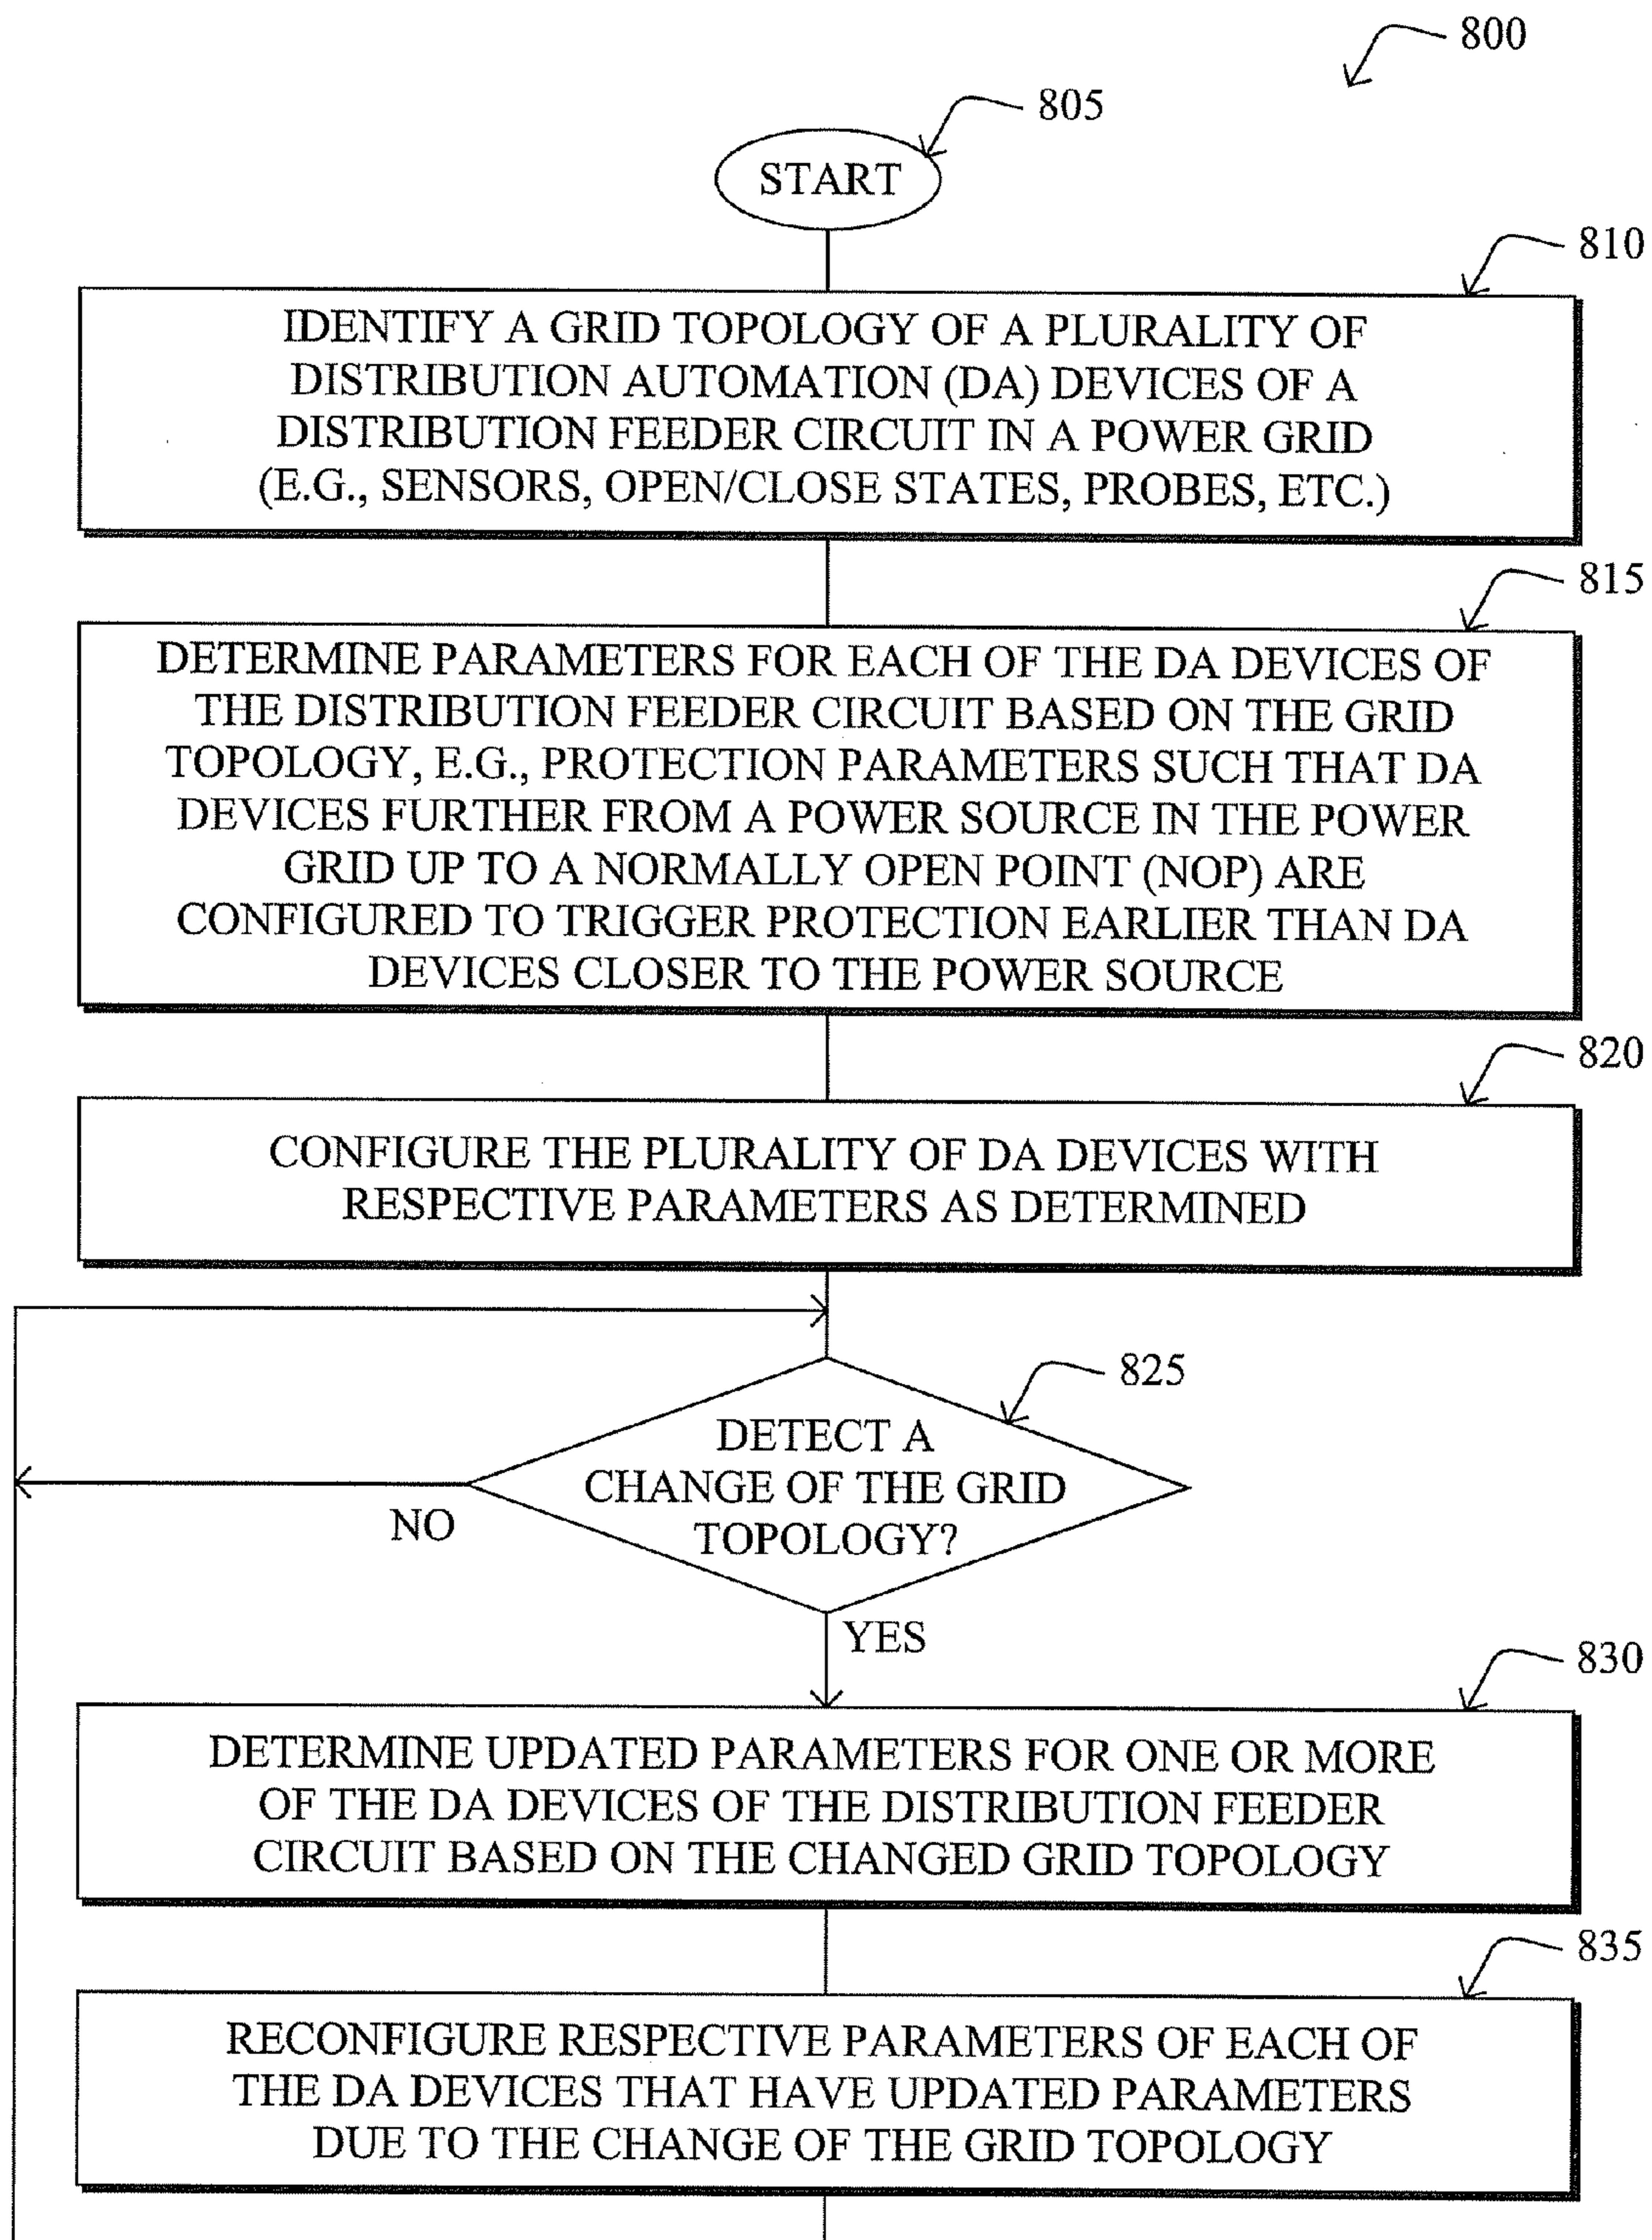 800
805
START
810
IDENTIFY A GRID TOPOLOGY OF A PLURALITY OF
DISTRIBUTION AUTOMATION (DA) DEVICES OF A
DISTRIBUTION FEEDER CIRCUIT IN A POWER GRID
(E.G., SENSORS, OPEN/CLOSE STATES, PROBES, ETC.)
815
DETERMINE PARAMETERS FOR EACH OF THE DA DEVICES OF
THE DISTRIBUTION FEEDER CIRCUIT BASED ON THE GRID
TOPOLOGY, E.G., PROTECTION PARAMETERS SUCH THAT DA
DEVICES FURTHER FROM A POWER SOURCE IN THE POWER
GRID UP TO A NORMALLY OPEN POINT (NOP) ARE
CONFIGURED TO TRIGGER PROTECTION EARLIER THAN DA
DEVICES CLOSER TO THE POWER SOURCE
820
CONFIGURE THE PLURALITY OF DA DEVICES WITH
RESPECTIVE PARAMETERS AS DETERMINED
825
DETECT A
CHANGE OF THE GRID
TOPOLOGY?
NO
YES
830
DETERMINE UPDATED PARAMETERS FOR ONE OR MORE
OF THE DA DEVICES OF THE DISTRIBUTION FEEDER
CIRCUIT BASED ON THE CHANGED GRID TOPOLOGY
835
RECONFIGURE RESPECTIVE PARAMETERS OF EACH OF
THE DA DEVICES THAT HAVE UPDATED PARAMETERS
DUE TO THE CHANGE OF THE GRID TOPOLOGY